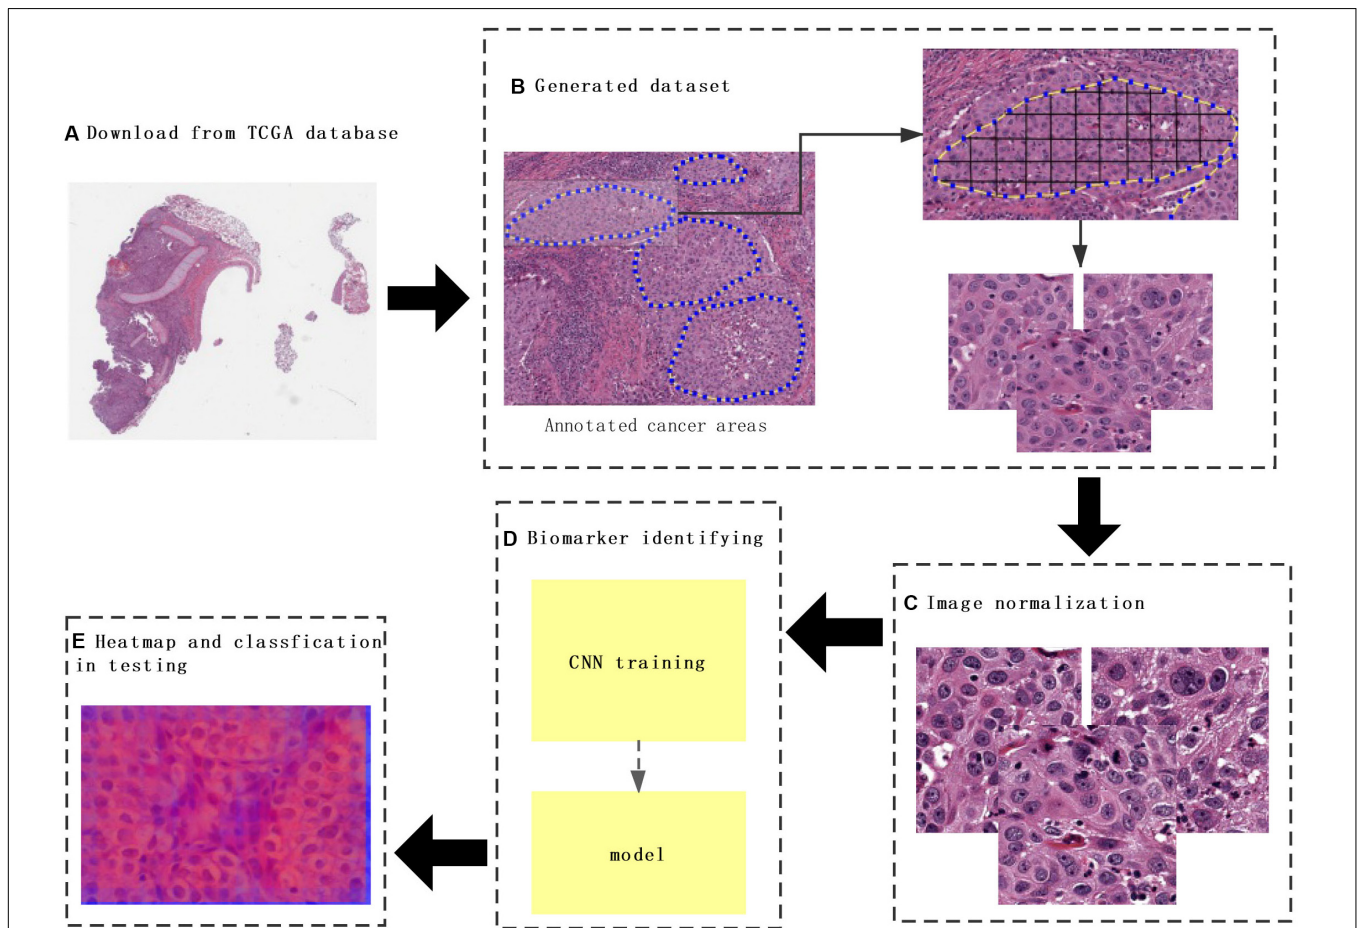 A Download from TCGA database
B Generated dataset
Annotated cancer areas
C Image normalization
D Biomarker identifying
CNN training
model
E Heatmap and classfication
in testing